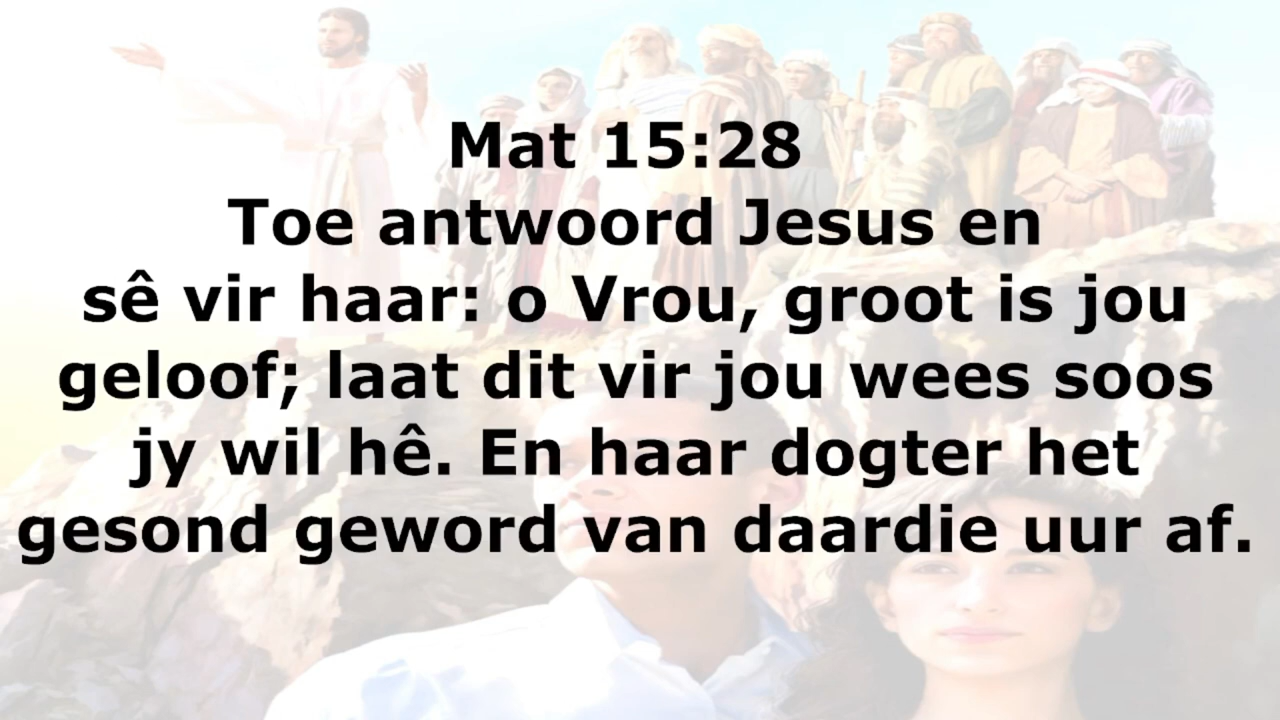 Mat 15:28
Toe antwoord Jesus en
sê vir haar: o Vrou, groot is jou
geloof; laat dit vir jou wees soos
jy wil hê. En haar dogter het
gesond geword van daardie uur af.